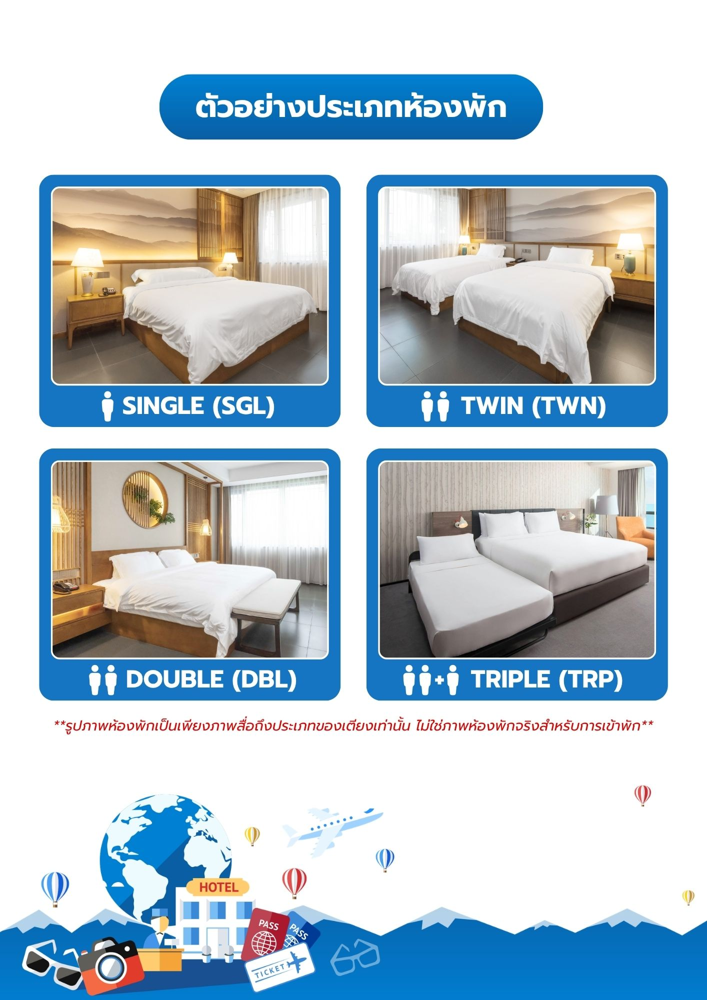 ตัวอย่างประเภทห้องพัก
SINGLE (SGL)
TWIN (TWN)
DOUBLE (DBL)
+ TRIPLE (TRP)
**รูปภาพห้องพักเป็นเพียงภาพสื่อถึงประเภทของเตียงเท่านั้น ไม่ใช่ภาพห้องพักจริงสำหรับการเข้าพัก**
HOTEL
PASS
PASS
TICKET